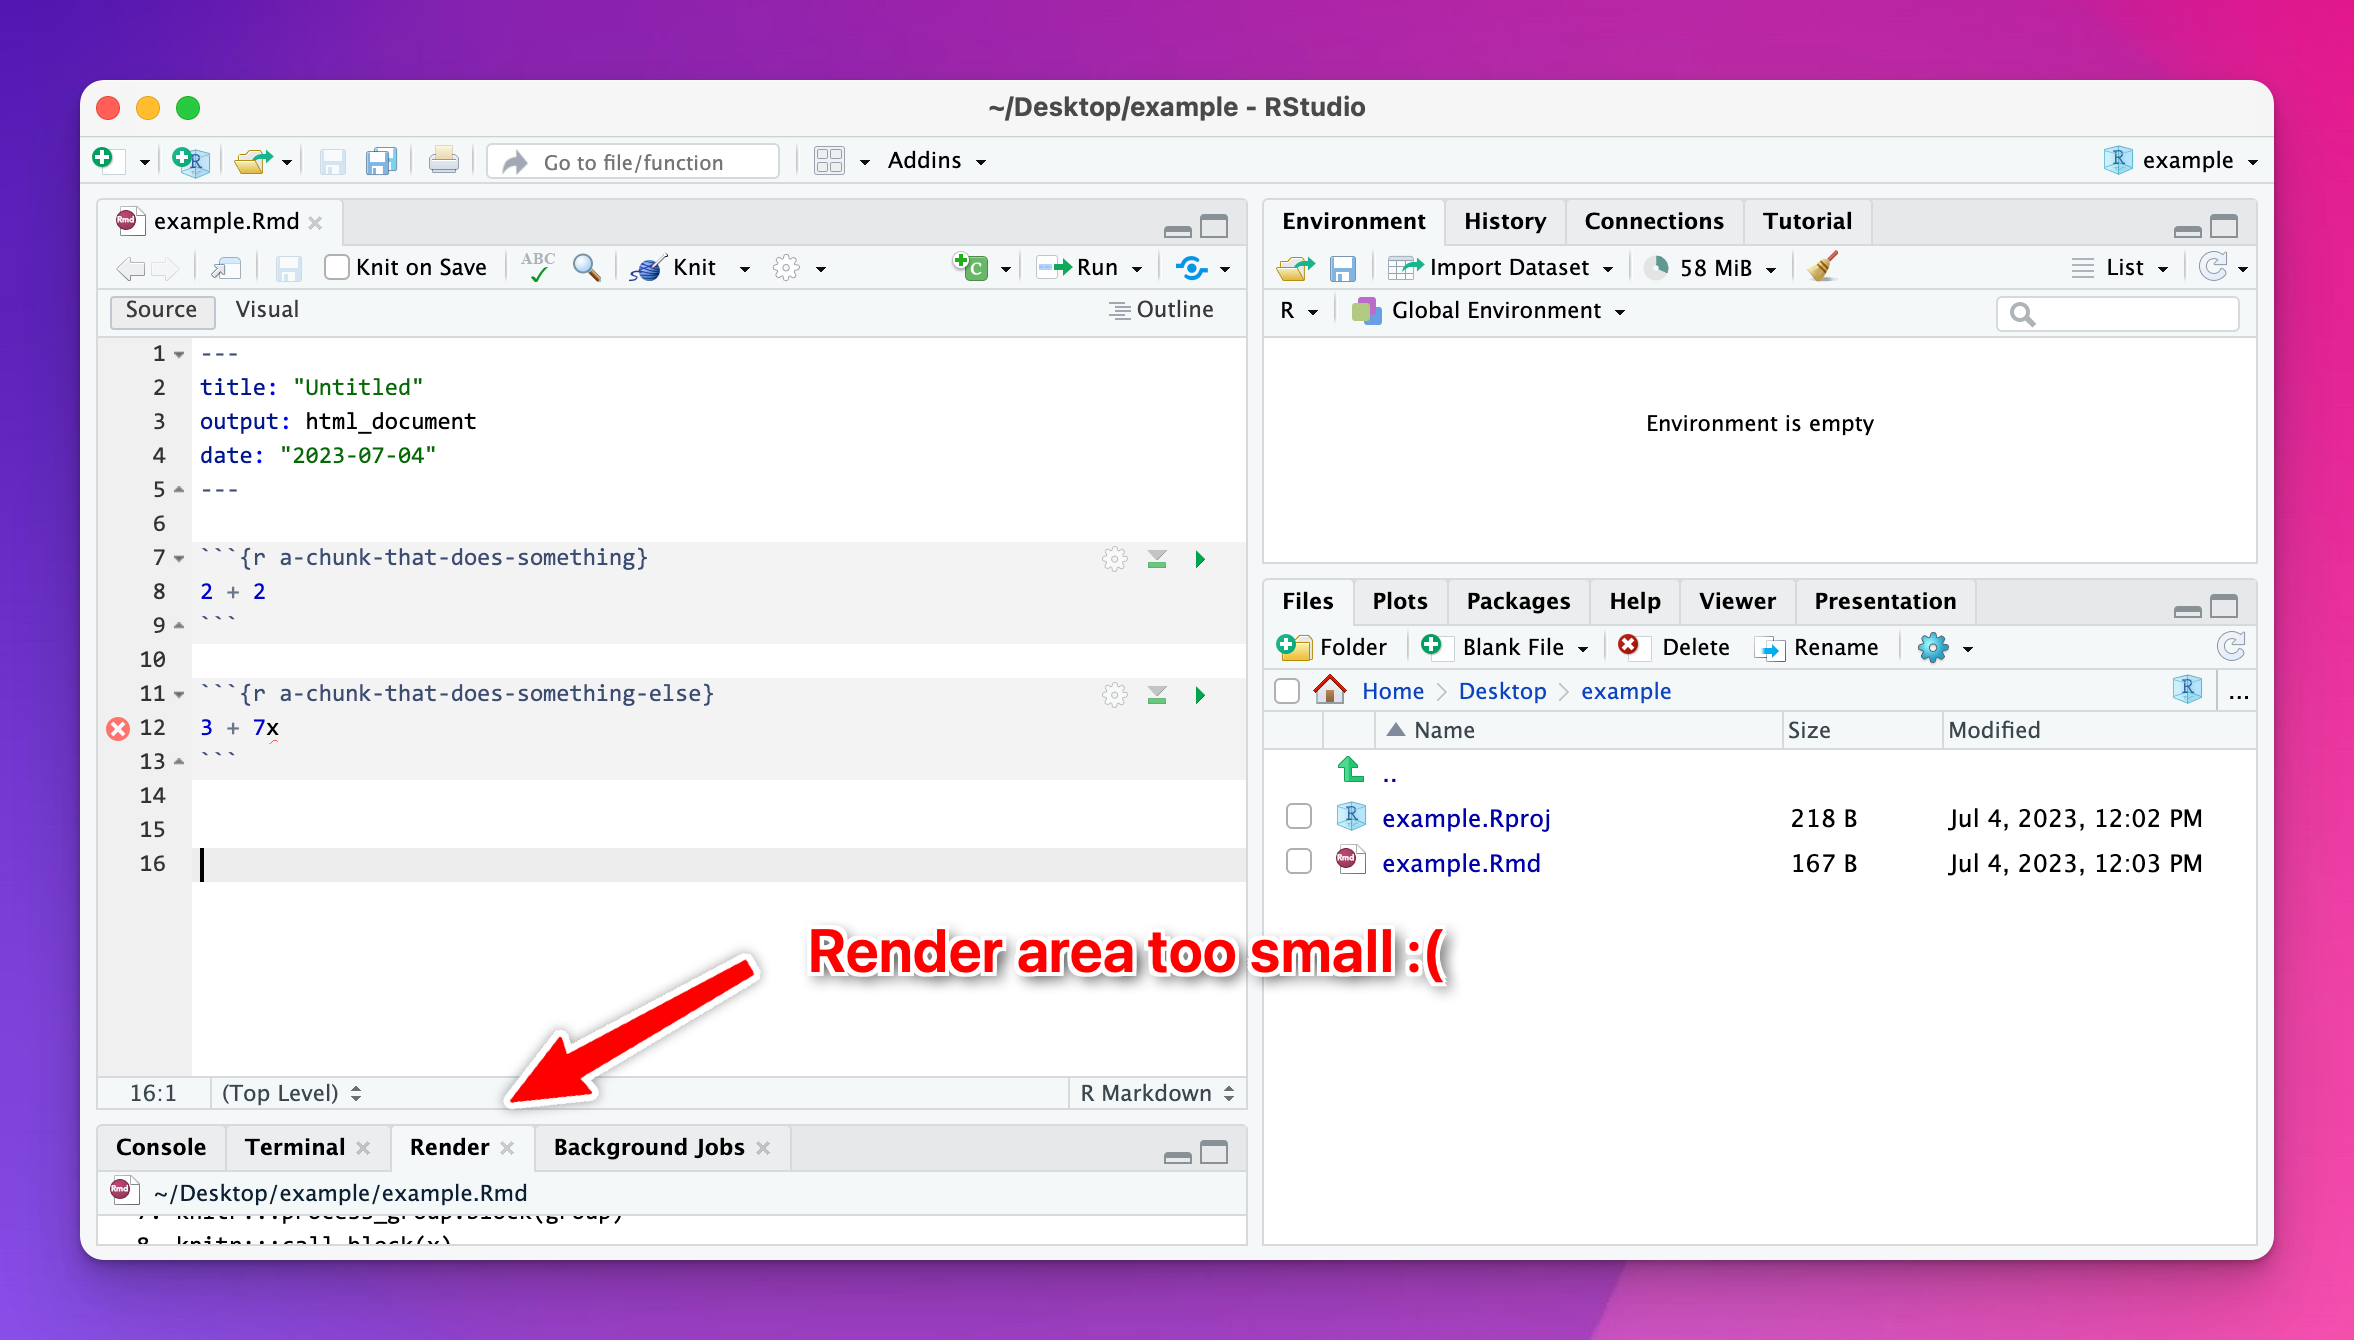 ~/Desktop/example - RStudio
Go to file/function
Addins
example
example.Rmd
Knit on Save
ABC
Knit
Run
Source
Visual
Outline
1 ---
2 title: "Untitled"
3 output: html_document
4 date: "2023-07-04"
5 ---
6
7 ```{r a-chunk-that-does-something}
8 2 + 2
9 ```
10
11 ```{r a-chunk-that-does-something-else}
12 3 + 7x
13 ```
14
15
16
16:1
(Top Level)
R Markdown
Console
Terminal
Render
Background Jobs
~/Desktop/example/example.Rmd
7. knitr:::process_group.block(group)
8. knitr:::call_block(x)
Environment
History
Connections
Tutorial
Import Dataset
58 MiB
List
R
Global Environment
Environment is empty
Files
Plots
Packages
Help
Viewer
Presentation
Folder
Blank File
Delete
Rename
Home
Desktop
example
...
Name
Size
Modified
..
example.Rproj
218 B
Jul 4, 2023, 12:02 PM
example.Rmd
167 B
Jul 4, 2023, 12:03 PM
Render area too small :(